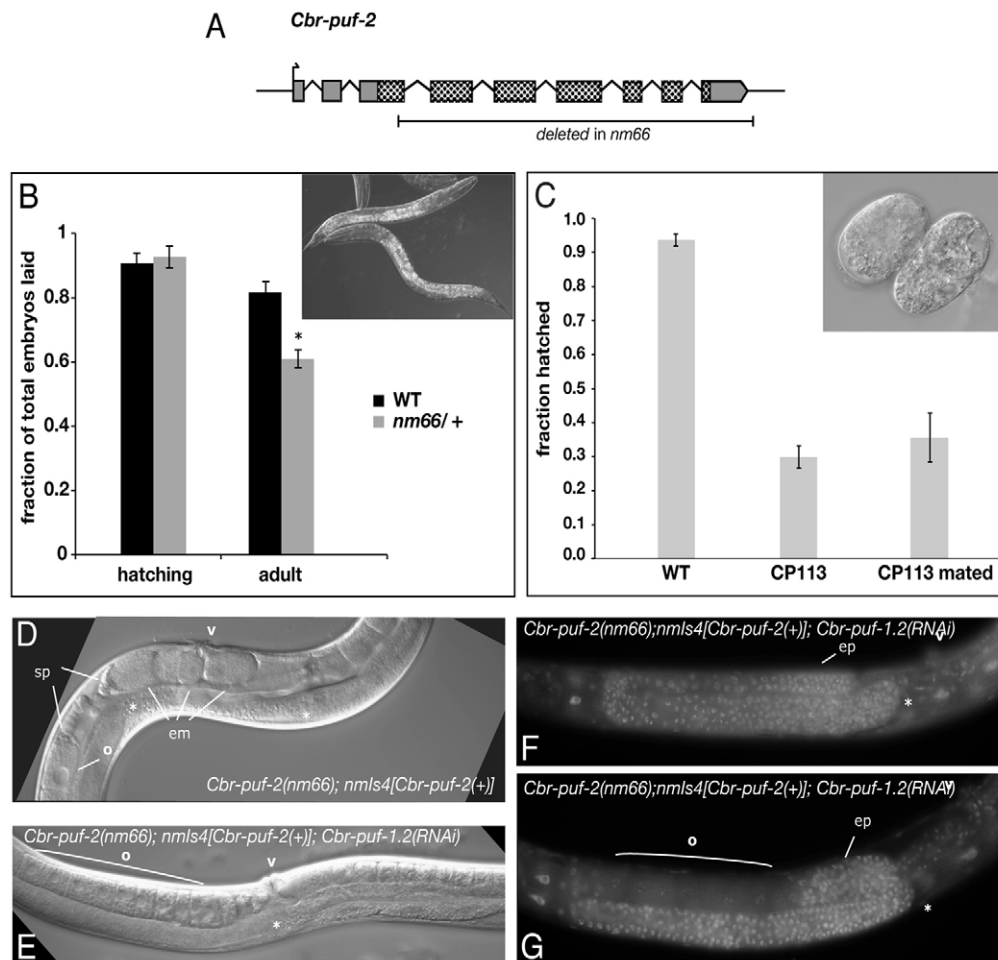 A
Cbr-puf-2
deleted in nm66
B
fraction of total embryos laid
1
0.8
0.6
0.4
0.2
0
*
hatching
adult
WT
nm66/ +
C
fraction hatched
1.0
0.9
0.8
0.7
0.6
0.5
0.4
0.3
0.2
0.1
0.0
WT
CP113
CP113 mated
D
v
sp
*
*
em
o
Cbr-puf-2(nm66); nmIs4[Cbr-puf-2(+)]
Cbr-puf-2(nm66); nmIs4[Cbr-puf-2(+)]; Cbr-puf-1.2(RNAi)
o
v
*
E
Cbr-puf-2(nm66);nmIs4[Cbr-puf-2(+)]; Cbr-puf-1.2(RNAi)
v
ep
*
F
Cbr-puf-2(nm66);nmIs4[Cbr-puf-2(+)]; Cbr-puf-1.2(RNAi)
v
ep
o
*
G